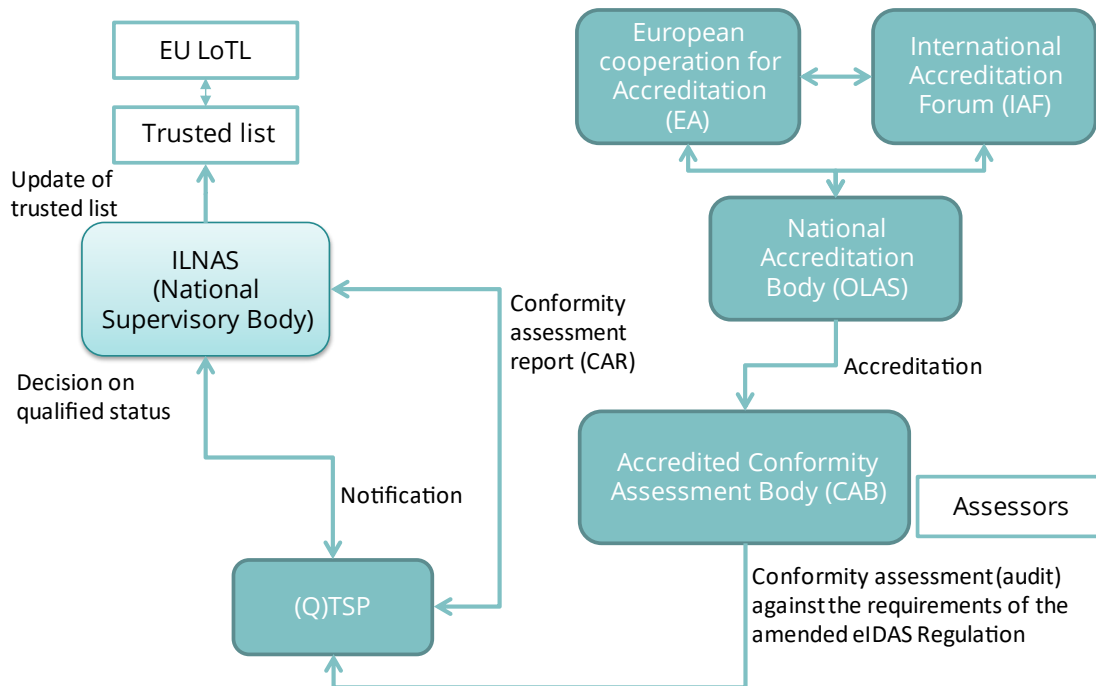 EU LoTL
Trusted list
Update of
trusted list
ILNAS
(National
Supervisory Body)
Decision on
qualified status
Notification
(Q)TSP
Conformity
assessment
report (CAR)
European
cooperation for
Accreditation
(EA)
International
Accreditation
Forum (IAF)
National
Accreditation
Body (OLAS)
Accreditation
Accredited Conformity
Assessment Body (CAB)
Assessors
Conformity assessment (audit)
against the requirements of the
amended eIDAS Regulation